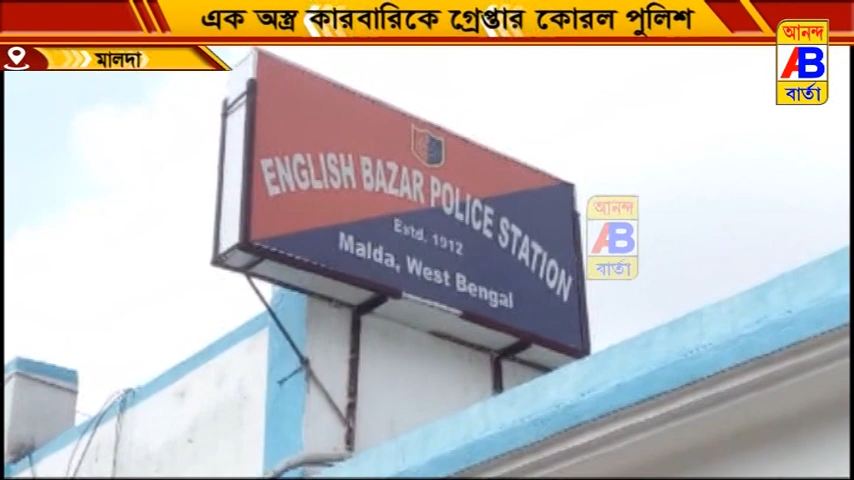 এক অস্ত্র কারবারিকে গ্রেপ্তার কোরল পুলিশ
মালদা
আনন্দ
AB
বার্তা
ENGLISH BAZAR POLICE STATION
Estd. 1912
Malda, West Bengal
আনন্দ
AB
বার্তা